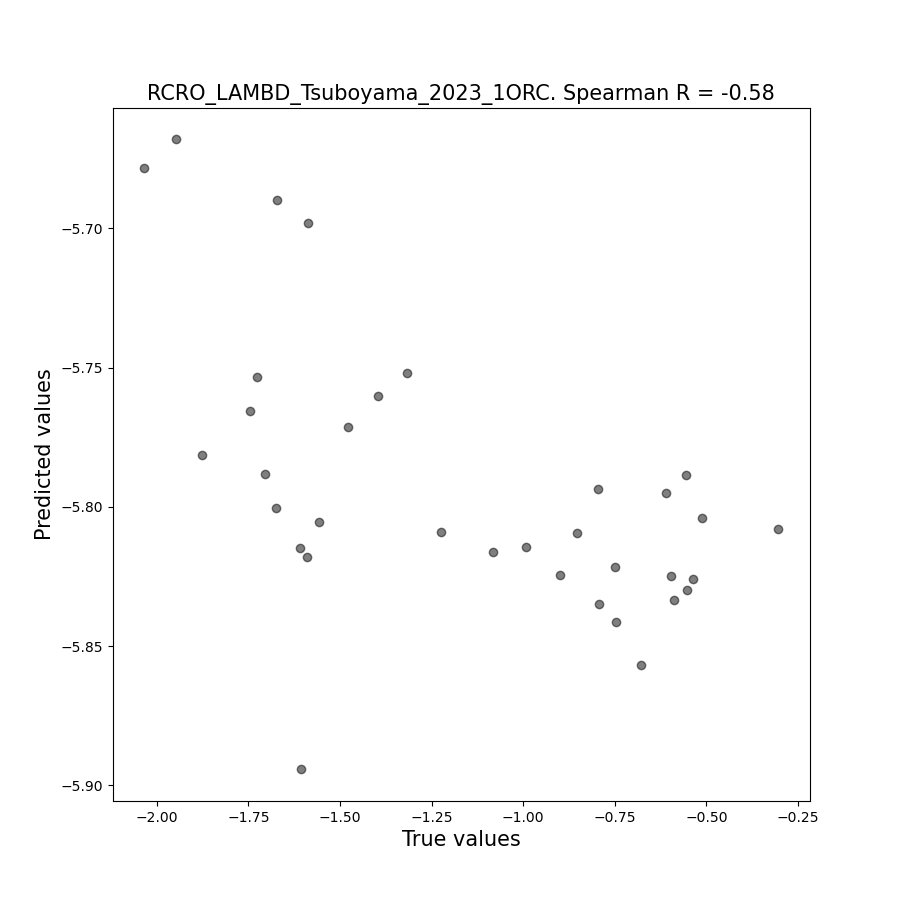 RCRO_LAMBD_Tsuboyama_2023_1ORC. Spearman R = -0.58
−5.70
−5.75
−5.80
−5.85
−5.90
Predicted values
−2.00 −1.75 −1.50 −1.25 −1.00 −0.75 −0.50 −0.25
True values